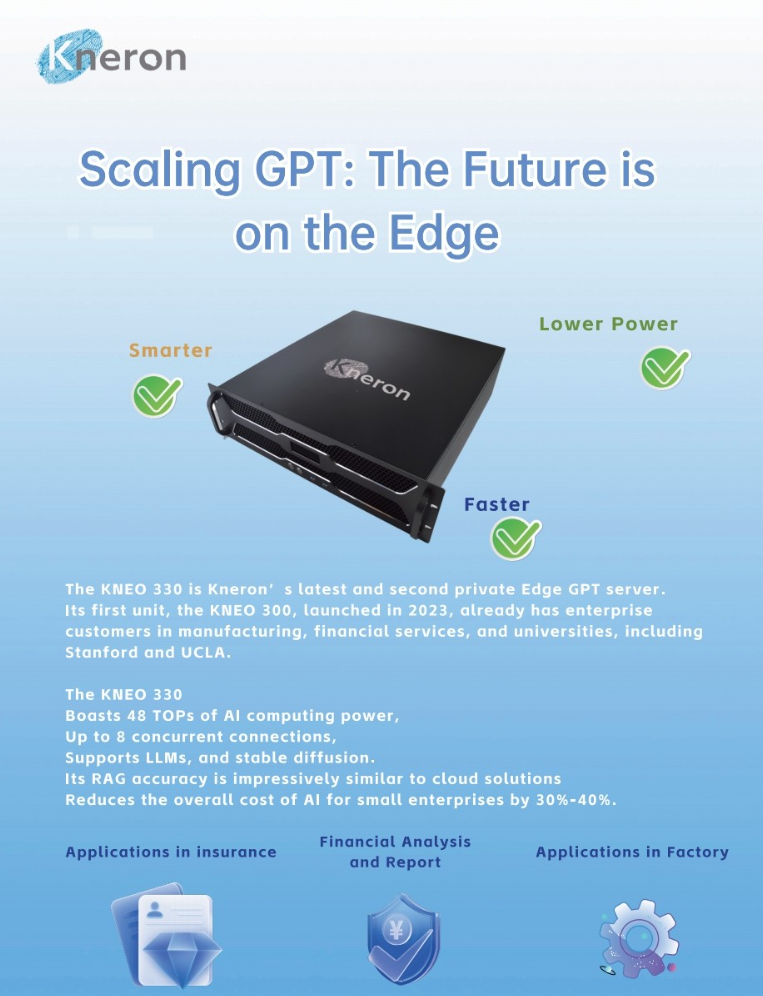 Kneron
Scaling GPT: The Future is
on the Edge
Lower Power
Smarter
Kneron
Faster
The KNEO 330 is Kneron’s latest and second private Edge GPT server.
Its first unit, the KNEO 300, launched in 2023, already has enterprise
customers in manufacturing, financial services, and universities, including
Stanford and UCLA.
The KNEO 330
Boasts 48 TOPs of AI computing power,
Up to 8 concurrent connections,
Supports LLMs, and stable diffusion.
Its RAG accuracy is impressively similar to cloud solutions
Reduces the overall cost of AI for small enterprises by 30%-40%.
Applications in insurance
Financial Analysis
and Report
Applications in Factory
¥